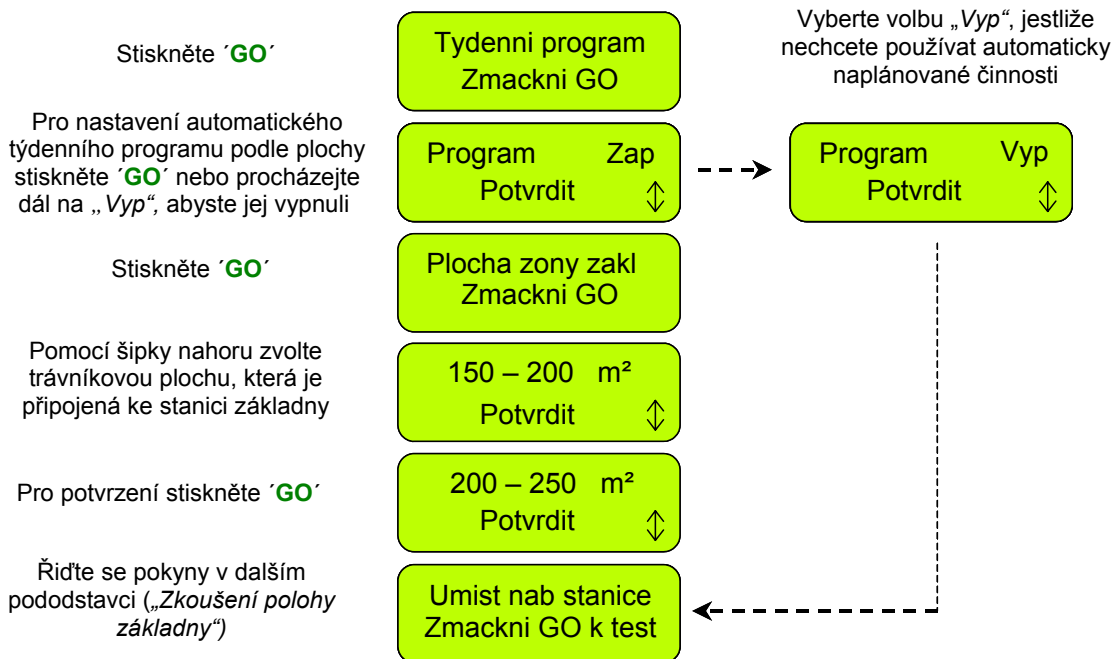 Stiskněte ´GO´
Tydenni program
Zmackni GO
Vyberte volbu „Vyp“, jestliže
nechcete používat automaticky
naplánované činnosti
Pro nastavení automatického
týdenního programu podle plochy
stiskněte ´GO´ nebo procházejte
dál na „Vyp“, abyste jej vypnuli
Program Zap
Potvrdit
Program Vyp
Potvrdit
Stiskněte ´GO´
Plocha zony zakl
Zmackni GO
Pomocí šipky nahoru zvolte
trávníkovou plochu, která je
připojená ke stanici základny
150 – 200 m²
Potvrdit
Pro potvrzení stiskněte ´GO´
200 – 250 m²
Potvrdit
Řiďte se pokyny v dalším
pododstavci („Zkoušení polohy
základny“)
Umist nab stanice
Zmackni GO k test